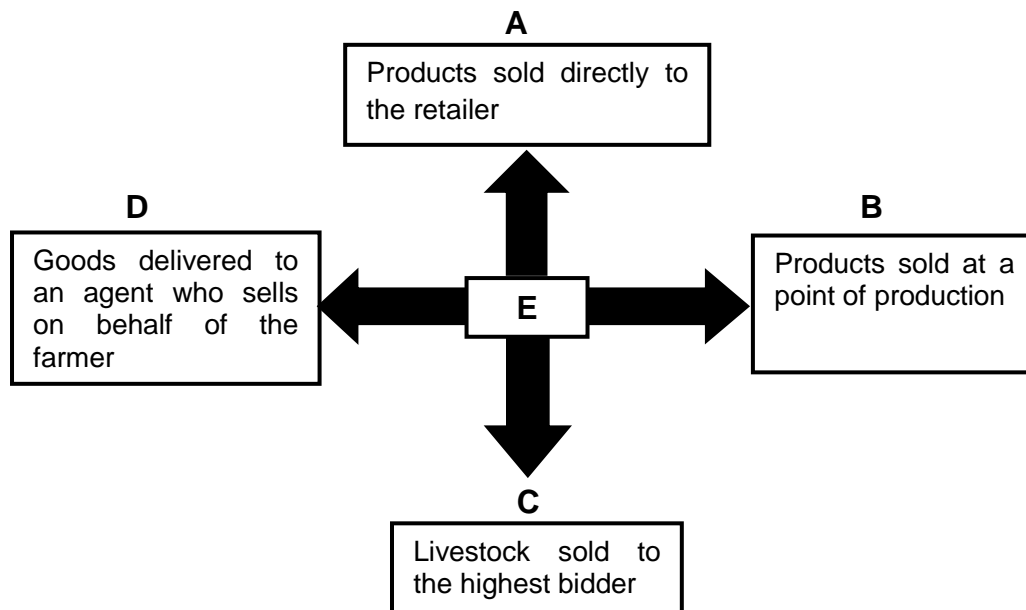 A
Products sold directly to
the retailer
D
Goods delivered to
an agent who sells
on behalf of the
farmer
E
B
Products sold at a
point of production
C
Livestock sold to
the highest bidder